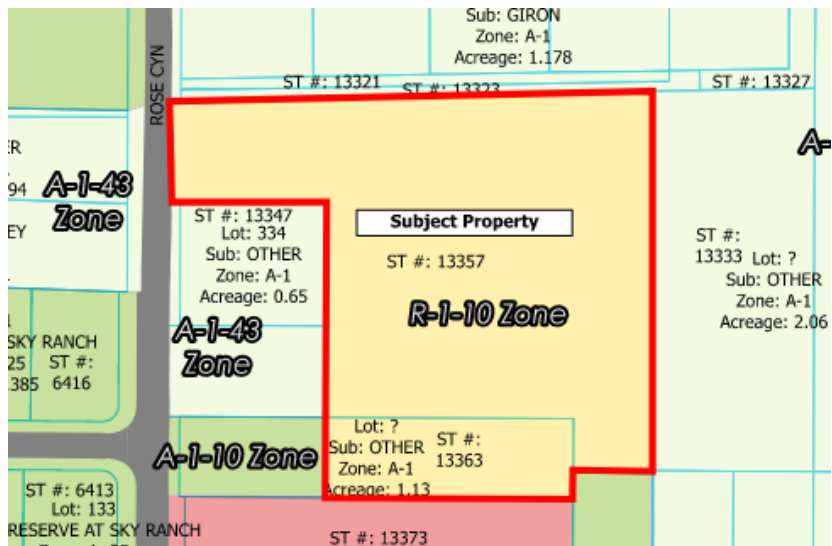 Sub: GIRON
Zone: A-1
Acreage: 1.178
ST #: 13321
ST #: 13323
ST #: 13327
ROSE CYN
94
A-1-43
Zone
EY
ST #: 13347
Lot: 334
Sub: OTHER
Zone: A-1
Acreage: 0.65
Subject Property
ST #: 13357
R-1-10 Zone
ST #:
13333 Lot: ?
Sub: OTHER
Zone: A-1
Acreage: 2.06
A-
A-1-43
Zone
SKY RANCH
25 ST #:
.385 6416
A-1-10 Zone
Lot: ?
Sub: OTHER
Zone: A-1
Acreage: 1.13
ST #:
13363
ST #: 6413
Lot: 133
RESERVE AT SKY RANCH
ST #: 13373